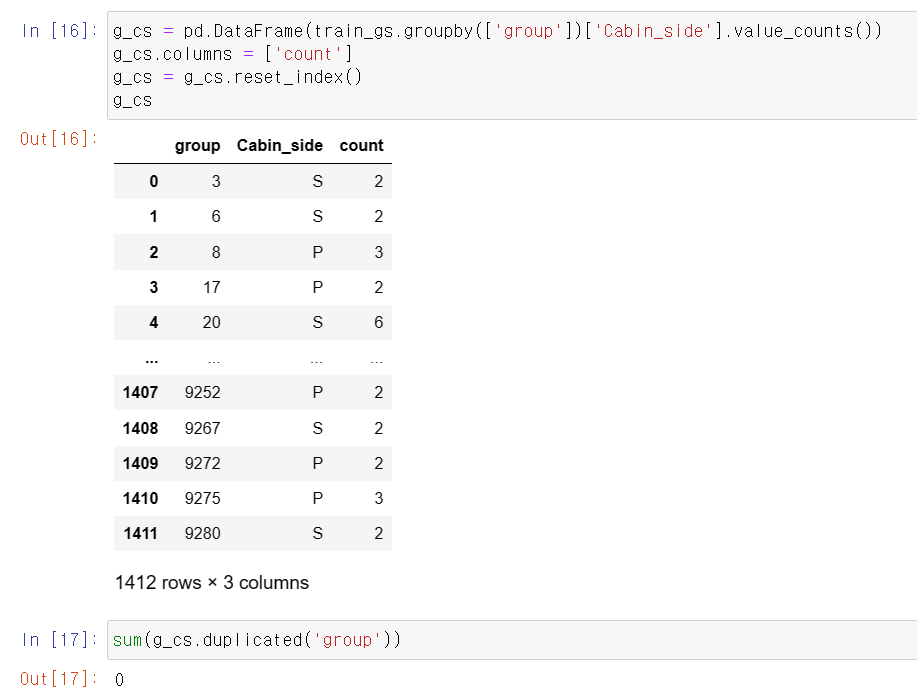 In [16]: g_cs = pd.DataFrame(train_gs.groupby(['group'])['Cabin_side'].value_counts())
g_cs.columns = ['count']
g_cs = g_cs.reset_index()
g_cs
Out[16]:
group Cabin_side count
0 3 S 2
1 6 S 2
2 8 P 3
3 17 P 2
4 20 S 6
... ... ... ...
1407 9252 P 2
1408 9267 S 2
1409 9272 P 2
1410 9275 P 3
1411 9280 S 2
1412 rows × 3 columns
In [17]: sum(g_cs.duplicated('group'))
Out[17]: 0